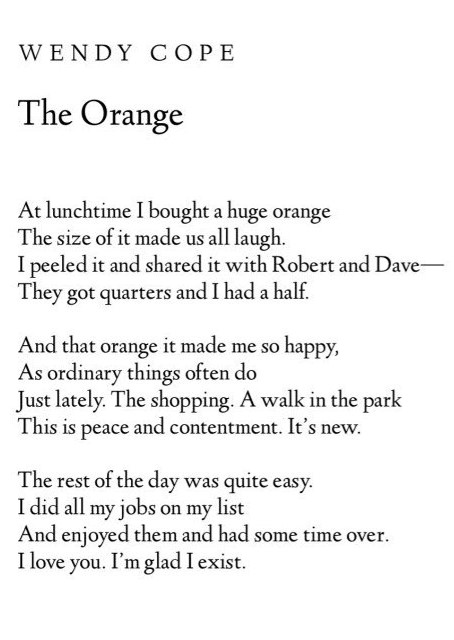 WENDY COPE
The Orange
At lunchtime I bought a huge orange
The size of it made us all laugh.
I peeled it and shared it with Robert and Dave—
They got quarters and I had a half.
And that orange it made me so happy,
As ordinary things often do
Just lately. The shopping. A walk in the park
This is peace and contentment. It's new.
The rest of the day was quite easy.
I did all my jobs on my list
And enjoyed them and had some time over.
I love you. I'm glad I exist.